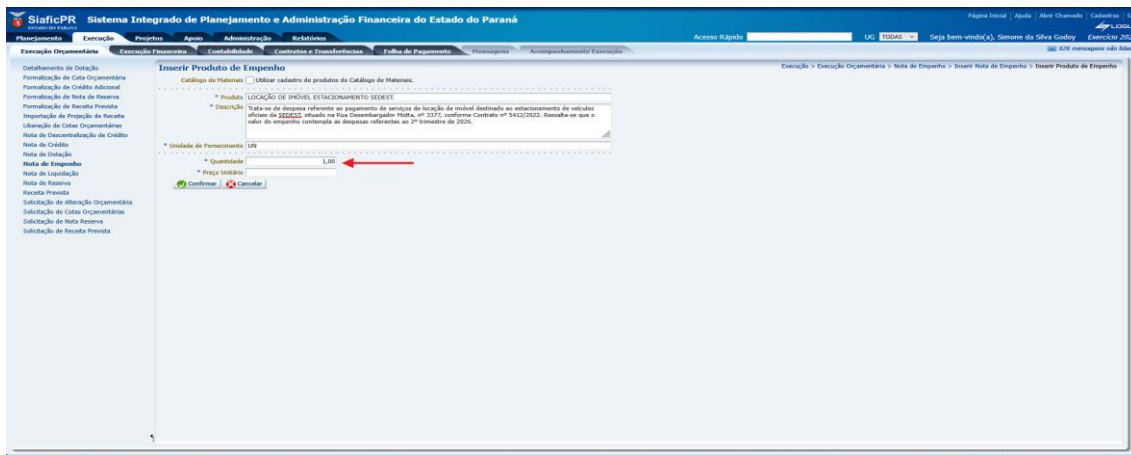 SiaficPR Sistema Integrado de Planejamento e Administração Financeira do Estado do Paraná
ESTADO DO PARANÁ
Página Inicial Ajuda Abrir Chamado Cadastros S
LOGU
Planejamento Execução Projetos Apoio Administração Relatórios
Acesso Rápido UG TODAS Seja bem-vindo(a), Simone da Silva Godoy Exercício 202
Execução Orçamentária Execução Financeira Contabilidade Contratos e Transferências Folha de Pagamento Mensagens Acompanhamento Execução
826 mensagens não lidas
Execução > Execução Orçamentária > Nota de Empenho > Inserir Nota de Empenho > Inserir Produto de Empenho
Detalhamento de Dotação
Formalização de Cota Orçamentária
Formalização de Crédito Adicional
Formalização de Nota de Reserva
Formalização de Receita Prevista
Importação de Projeção de Receita
Liberação de Cotas Orçamentárias
Nota de Descentralização de Crédito
Nota de Crédito
Nota de Dotação
Nota de Empenho
Nota de Liquidação
Nota de Reserva
Receita Prevista
Solicitação de Alteração Orçamentária
Solicitação de Cotas Orçamentárias
Solicitação de Nota Reserva
Solicitação de Receita Prevista
Inserir Produto de Empenho
Catálogo de Materiais Utilizar cadastro de produtos do Catálogo de Materiais.
* Produto LOCAÇÃO DE IMÓVEL ESTACIONAMENTO SEDEST.
* Descrição Trata-se de despesa referente ao pagamento de serviços de locação de imóvel destinado ao estacionamento de veículos
oficiais da SEDEST, situado na Rua Desembargador Motta, nº 3377, conforme Contrato nº 5412/2022. Ressalta-se que o
valor do empenho contempla as despesas referentes ao 2º trimestre de 2026.
* Unidade de Fornecimento UN
* Quantidade 1,00
* Preço Unitário
Confirmar Cancelar